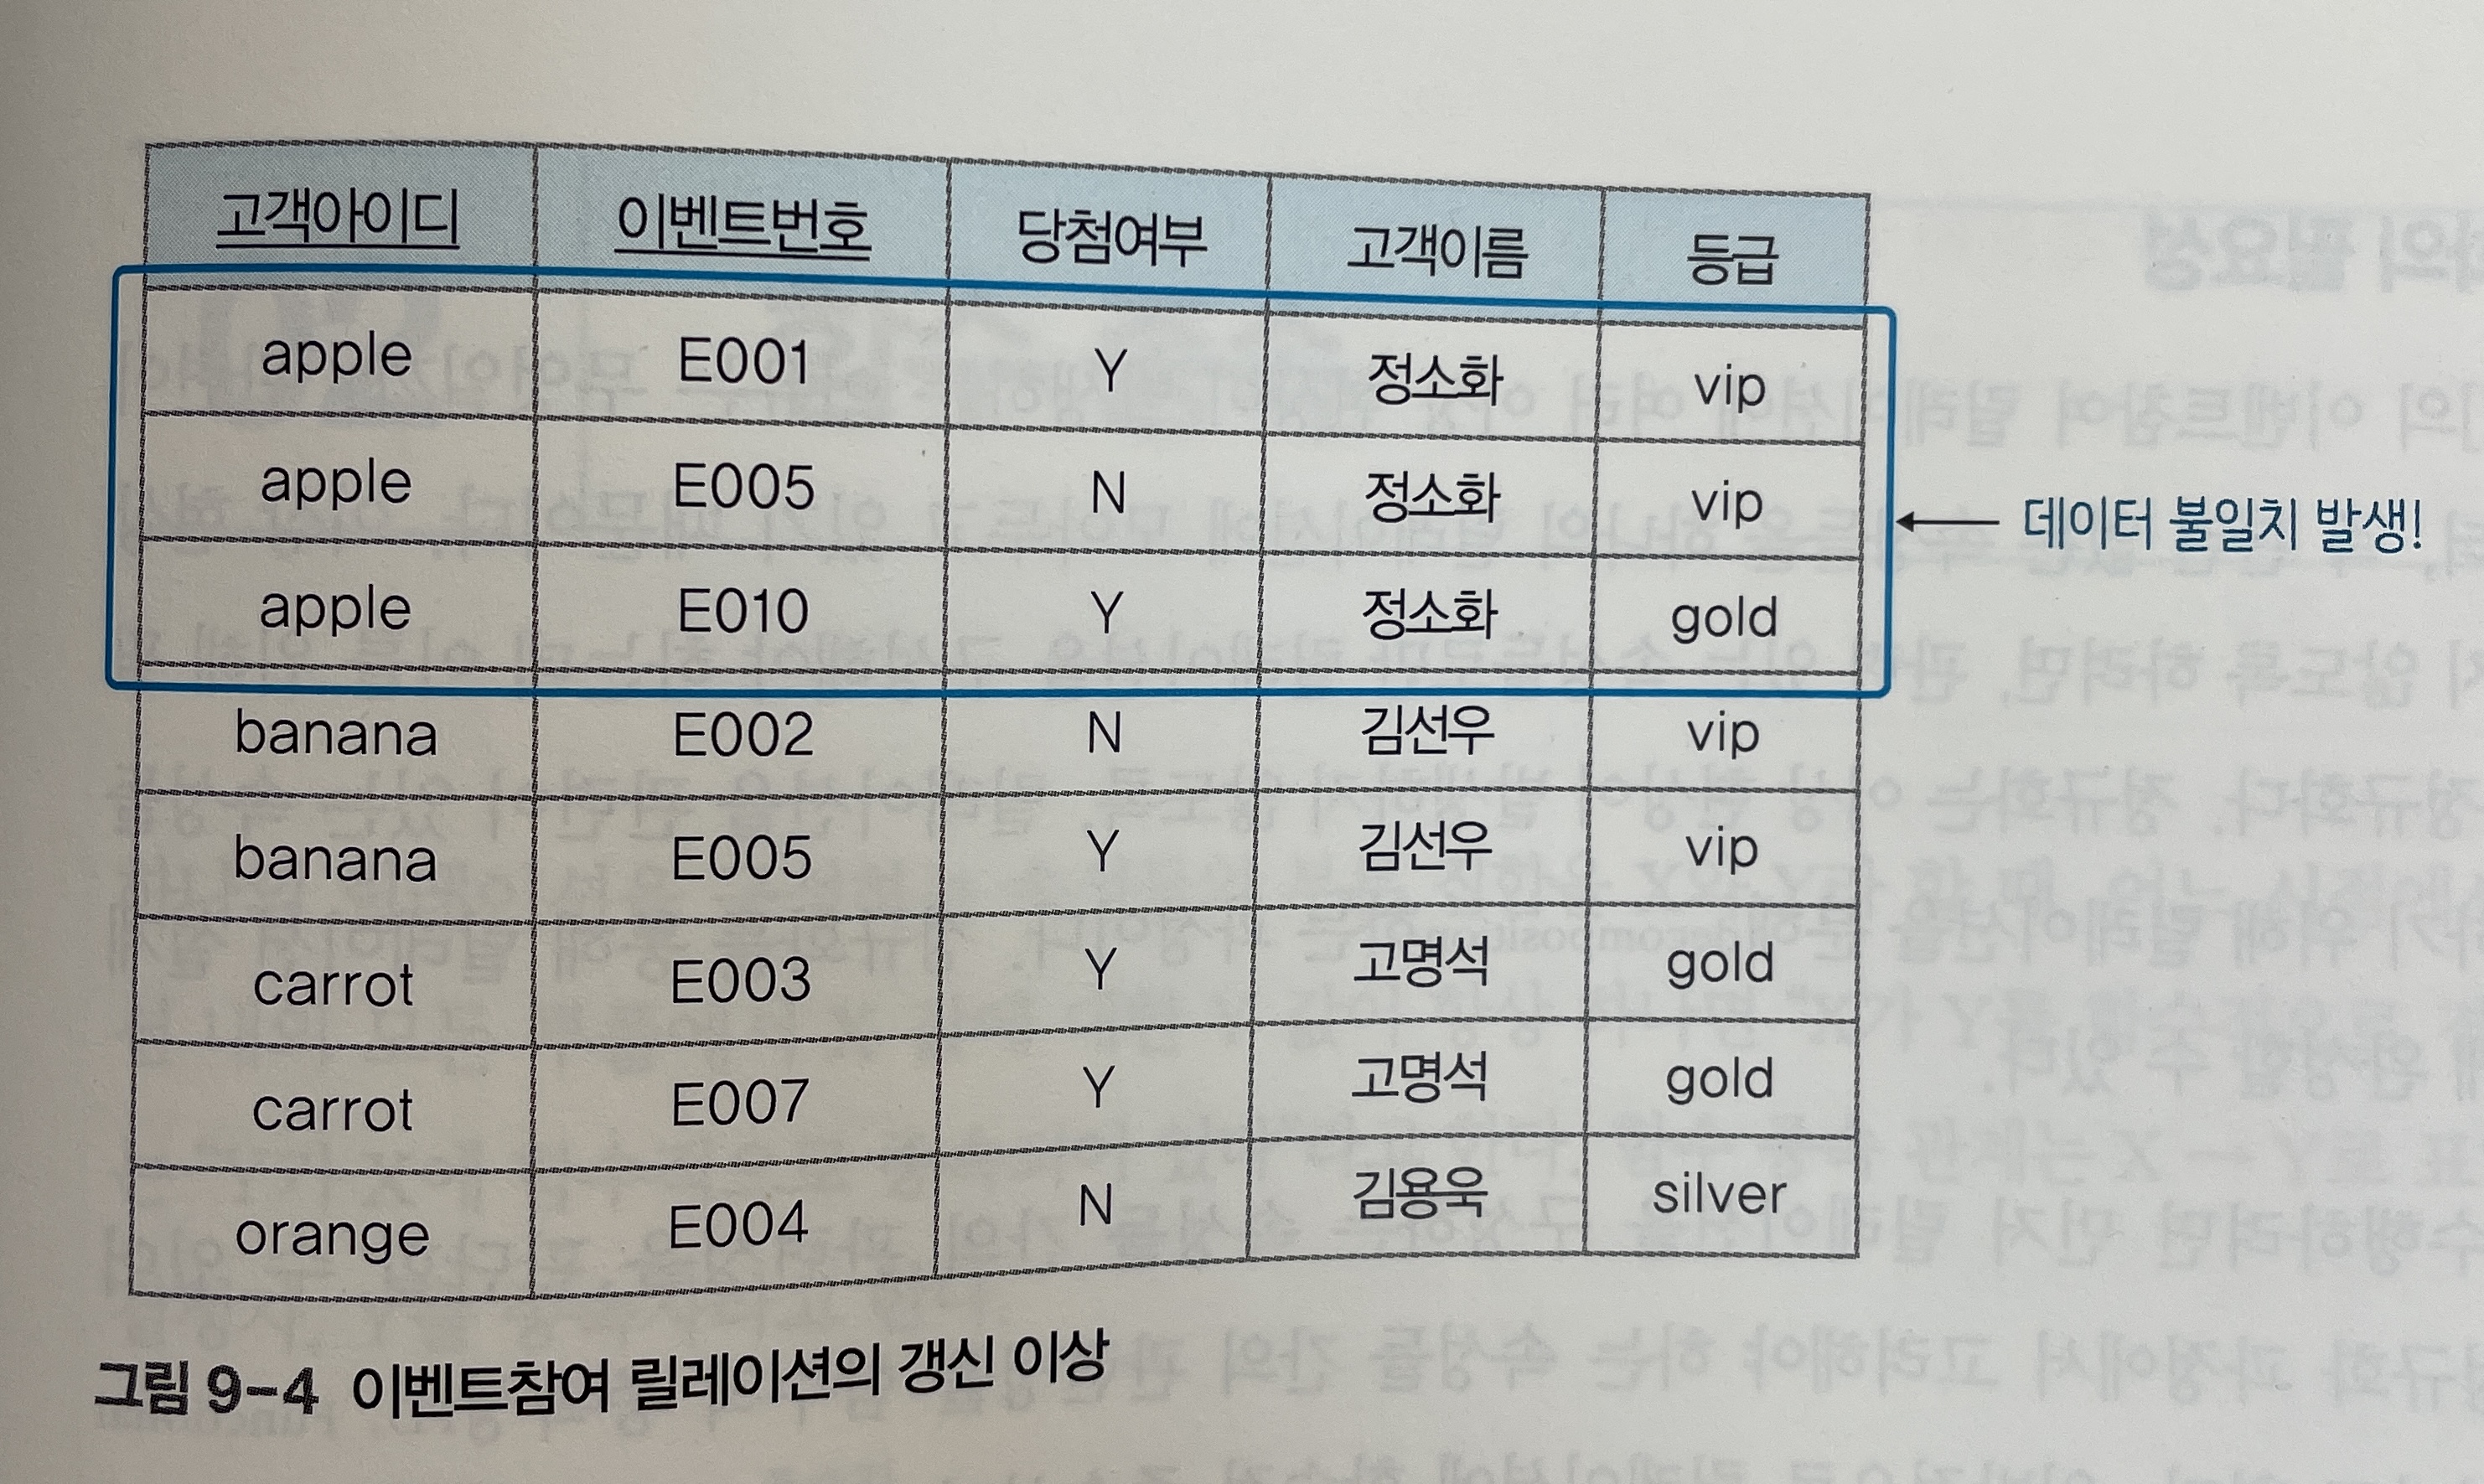 고객아이디 이벤트번호 당첨여부 고객이름 등급
apple E001 Y 정소화 vip
apple E005 N 정소화 vip
데이터 불일치 발생!
apple E010 Y 정소화 gold
banana E002 N 김선우 vip
banana E005 Y 김선우 vip
carrot E003 Y 고명석 gold
carrot E007 Y 고명석 gold
orange E004 N 김용욱 silver
그림 9-4 이벤트참여 릴레이션의 갱신 이상